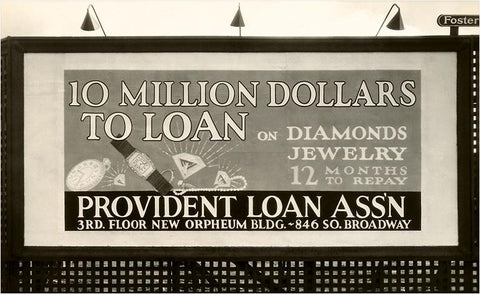 Foster
10 MILLION DOLLARS
TO LOAN ON DIAMONDS
JEWELRY
12 MONTHS
TO REPAY
PROVIDENT LOAN ASS'N
3RD. FLOOR NEW ORPHEUM BLDG. ~ 846 SO. BROADWAY